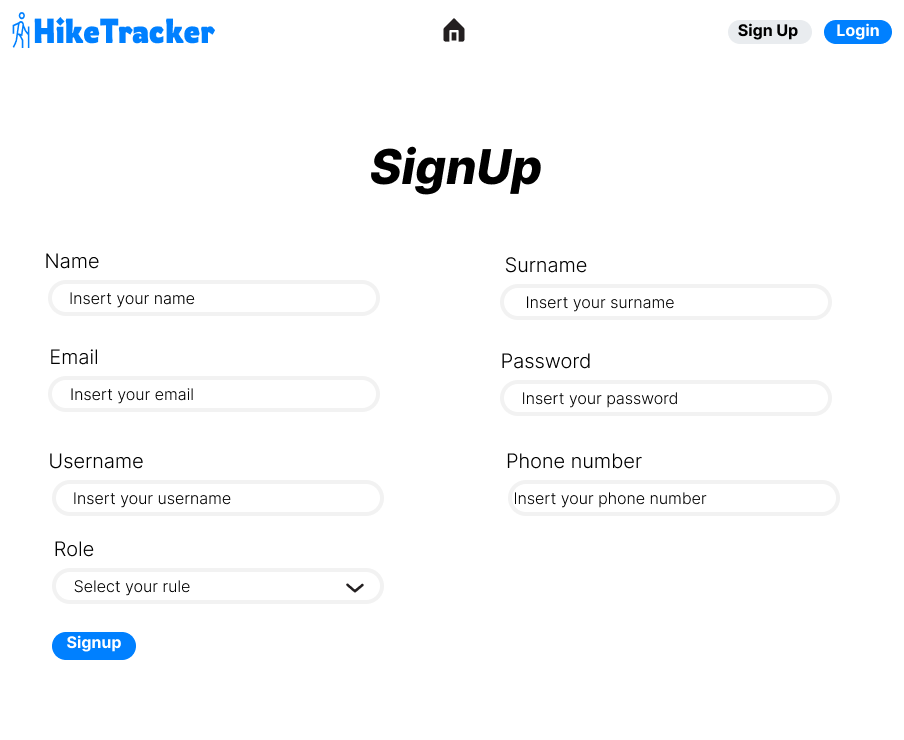 HikeTracker
Sign Up
Login
SignUp
Name
Insert your name
Surname
Insert your surname
Email
Insert your email
Password
Insert your password
Username
Insert your username
Phone number
Insert your phone number
Role
Select your rule
Signup